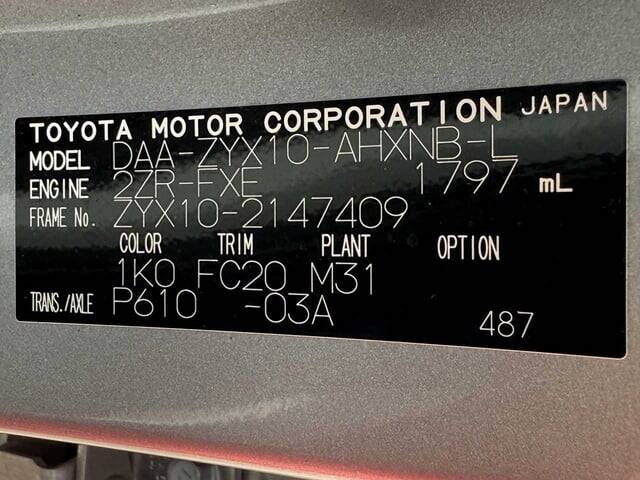 TOYOTA MOTOR CORPORATION JAPAN
MODEL DAA-ZYX10-AHXNB-L
ENGINE 2ZR-FXE 1797 mL
FRAME No. ZYX10-2147409
COLOR TRIM PLANT OPTION
1K0 FC20 M31
TRANS./AXLE P610 -03A
487